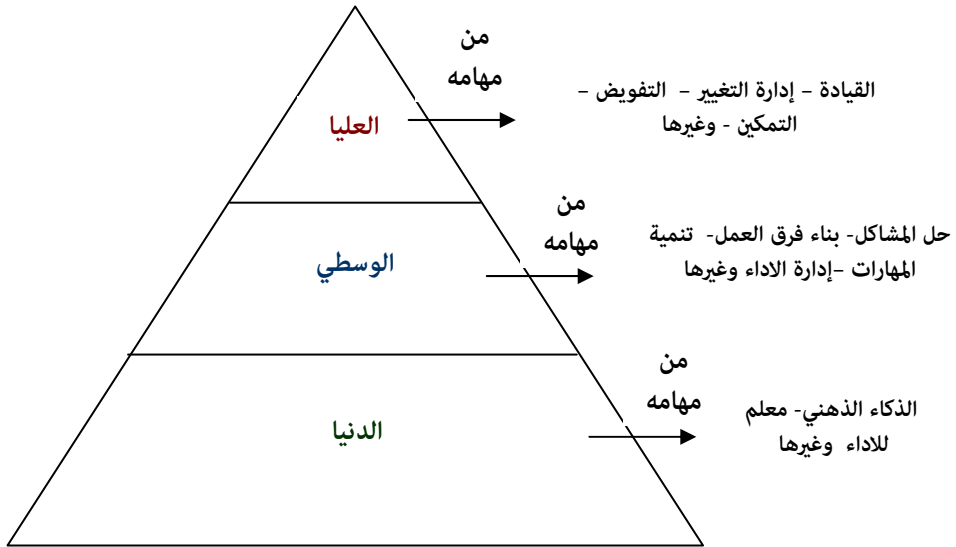 من
مهامه
القيادة – إدارة التغيير – التفويض –
التمكين - وغيرها
العليا
من
مهامه
حل المشاكل- بناء فرق العمل- تنمية
المهارات –إدارة الاداء وغيرها
الوسطي
من
مهامه
الذكاء الذهني- معلم
للاداء وغيرها
الدنيا